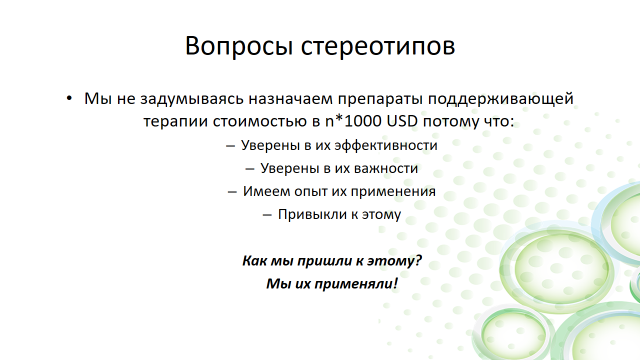 Вопросы стереотипов
• Мы не задумываясь назначаем препараты поддерживающей
терапии стоимостью в n*1000 USD потому что:
– Уверены в их эффективности
– Уверены в их важности
– Имеем опыт их применения
– Привыкли к этому
Как мы пришли к этому?
Мы их применяли!